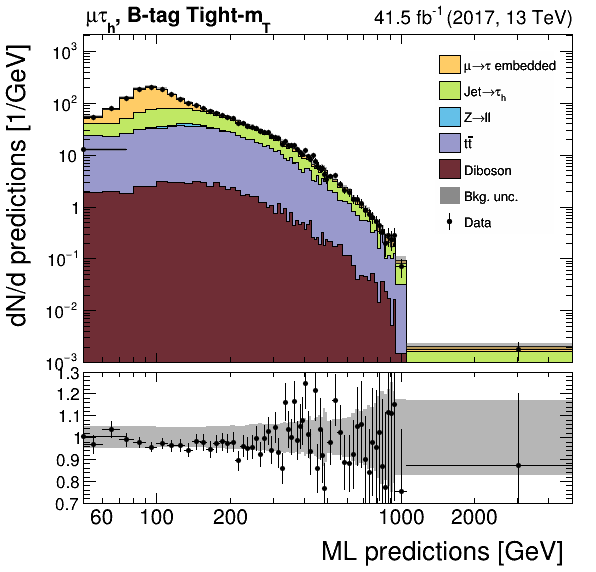 μτh, B-tag Tight-mT
41.5 fb⁻¹ (2017, 13 TeV)
dN/d predictions [1/GeV]
10³
10²
10
1
10⁻¹
10⁻²
10⁻³
μ→τ embedded
Jet→τh
Z→ll
tt̄
Diboson
Bkg. unc.
Data
1.3
1.2
1.1
1
0.9
0.8
0.7
60 100 200 1000 2000
ML predictions [GeV]